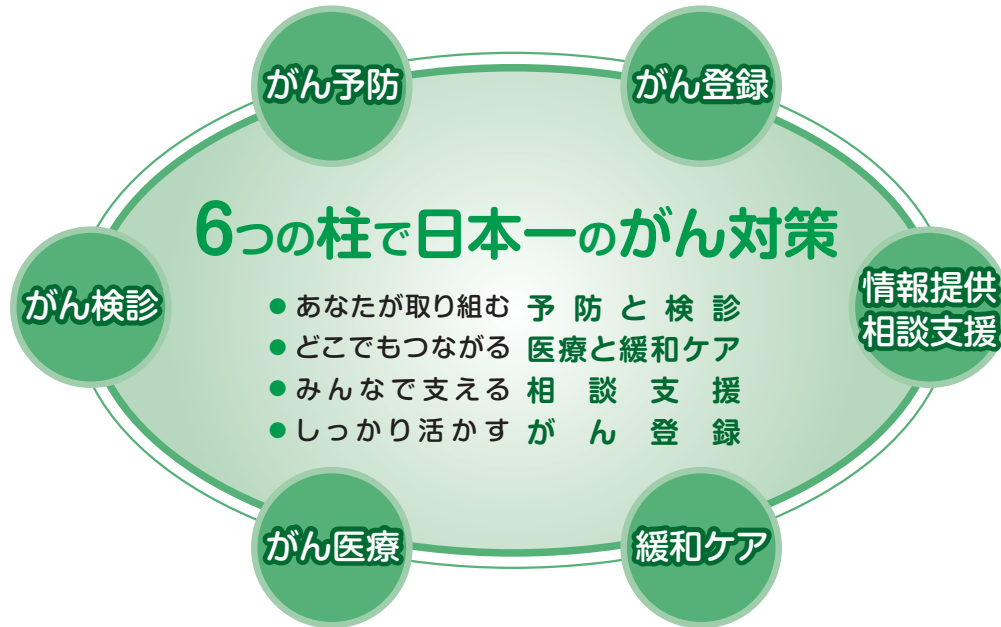 がん予防
がん登録
6つの柱で日本一のがん対策
がん検診
情報提供
相談支援
● あなたが取り組む 予防と検診
● どこでもつながる 医療と緩和ケア
● みんなで支える 相談支援
● しっかり活かす がん登録
がん医療
緩和ケア